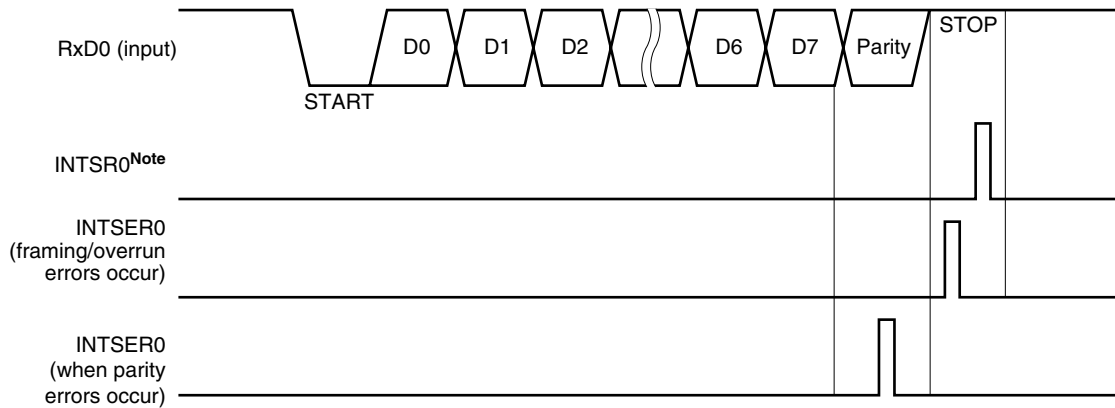 RxD0 (input)
D0
D1
D2
D6
D7
Parity
STOP
START
INTSR0Note
INTSER0
(framing/overrun
errors occur)
INTSER0
(when parity
errors occur)